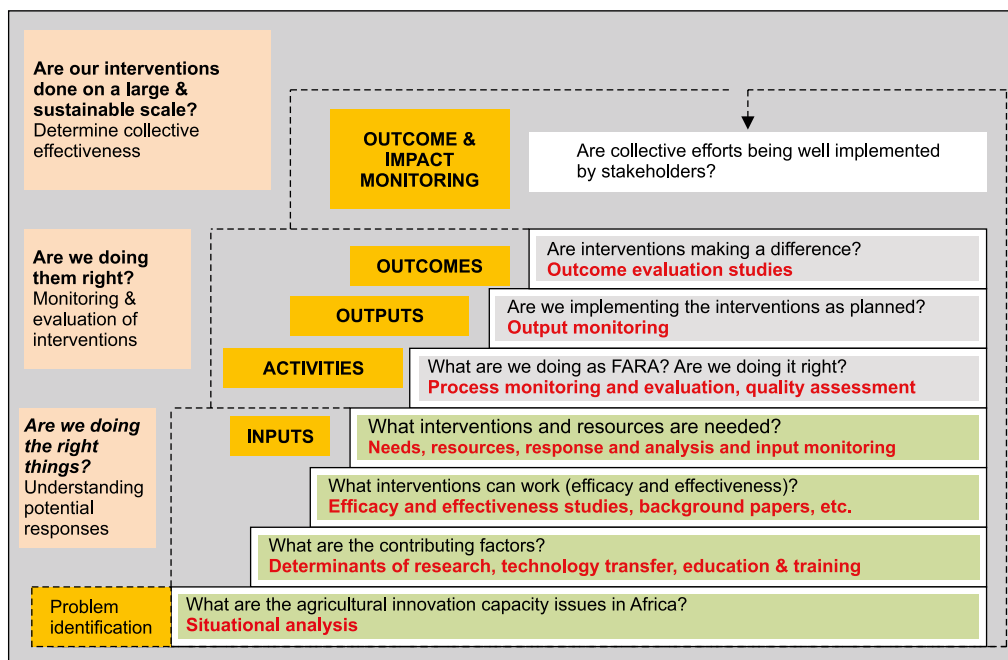 Are our interventions
done on a large &
sustainable scale?
Determine collective
effectiveness
OUTCOME &
IMPACT
MONITORING
Are collective efforts being well implemented
by stakeholders?
Are we doing
them right?
Monitoring &
evaluation of
interventions
OUTCOMES
Are interventions making a difference?
Outcome evaluation studies
OUTPUTS
Are we implementing the interventions as planned?
Output monitoring
ACTIVITIES
What are we doing as FARA? Are we doing it right?
Process monitoring and evaluation, quality assessment
Are we doing
the right
things?
Understanding
potential
responses
INPUTS
What interventions and resources are needed?
Needs, resources, response and analysis and input monitoring
What interventions can work (efficacy and effectiveness)?
Efficacy and effectiveness studies, background papers, etc.
What are the contributing factors?
Determinants of research, technology transfer, education & training
Problem
identification
What are the agricultural innovation capacity issues in Africa?
Situational analysis